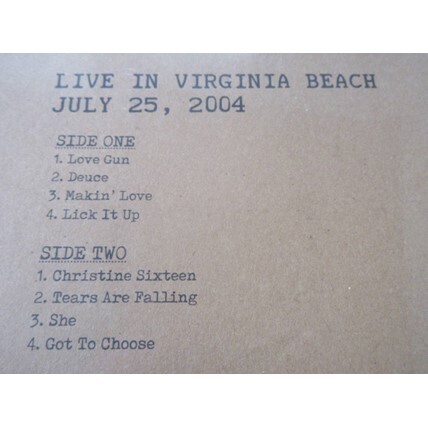 LIVE IN VIRGINIA BEACH
JULY 25, 2004
SIDE ONE
1. Love Gun
2. Deuce
3. Makin' Love
4. Lick It Up
SIDE TWO
1. Christine Sixteen
2. Tears Are Falling
3. She
4. Got To Choose